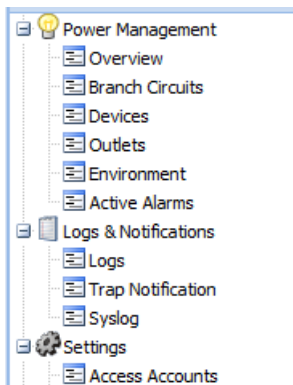 Power Management
Overview
Branch Circuits
Devices
Outlets
Environment
Active Alarms
Logs & Notifications
Logs
Trap Notification
Syslog
Settings
Access Accounts